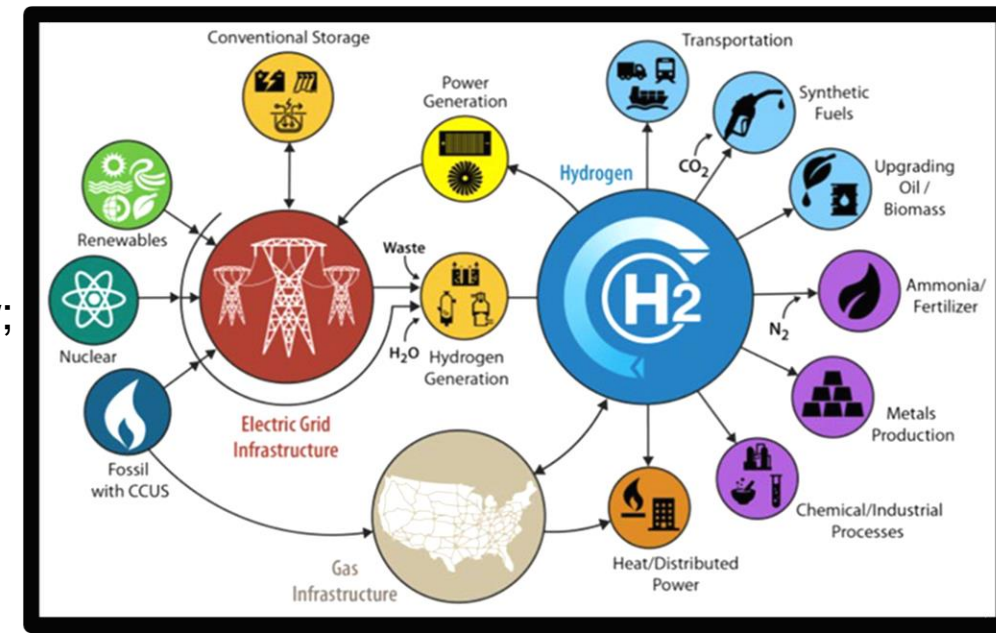 Conventional Storage
Power
Generation
Transportation
Synthetic
Fuels
CO2
Hydrogen
Upgrading
Oil /
Biomass
Renewables
Waste
H2
Ammonia/
Fertilizer
N2
;
Nuclear
H2O
Hydrogen
Generation
Electric Grid
Infrastructure
Metals
Production
Fossil
with CCUS
Chemical/Industrial
Processes
Gas
Infrastructure
Heat/Distributed
Power